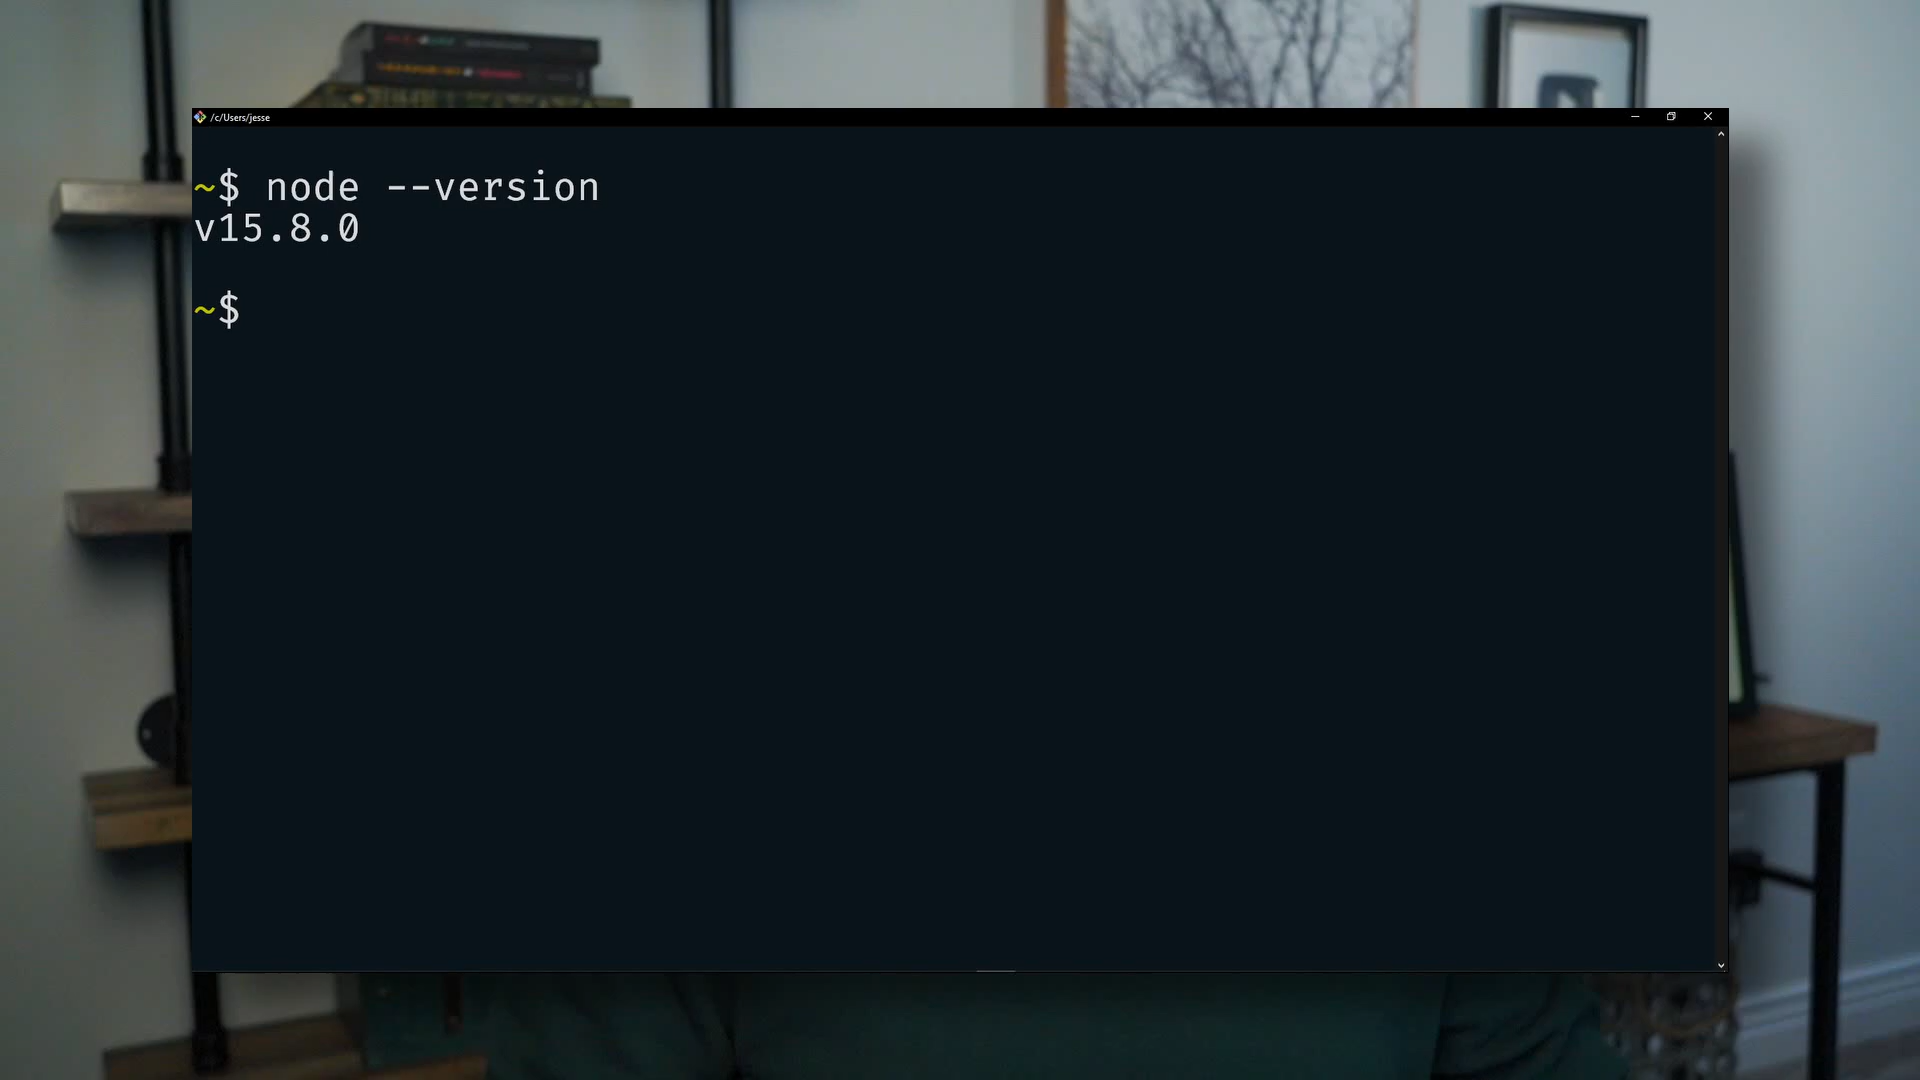 /c/Users/jesse
~$ node --version
v15.8.0
~$